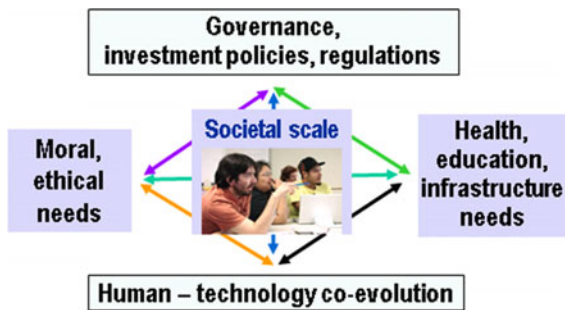 Governance,
investment policies, regulations
Societal scale
Moral,
ethical
needs
Health,
education,
infrastructure
needs
Human – technology co-evolution